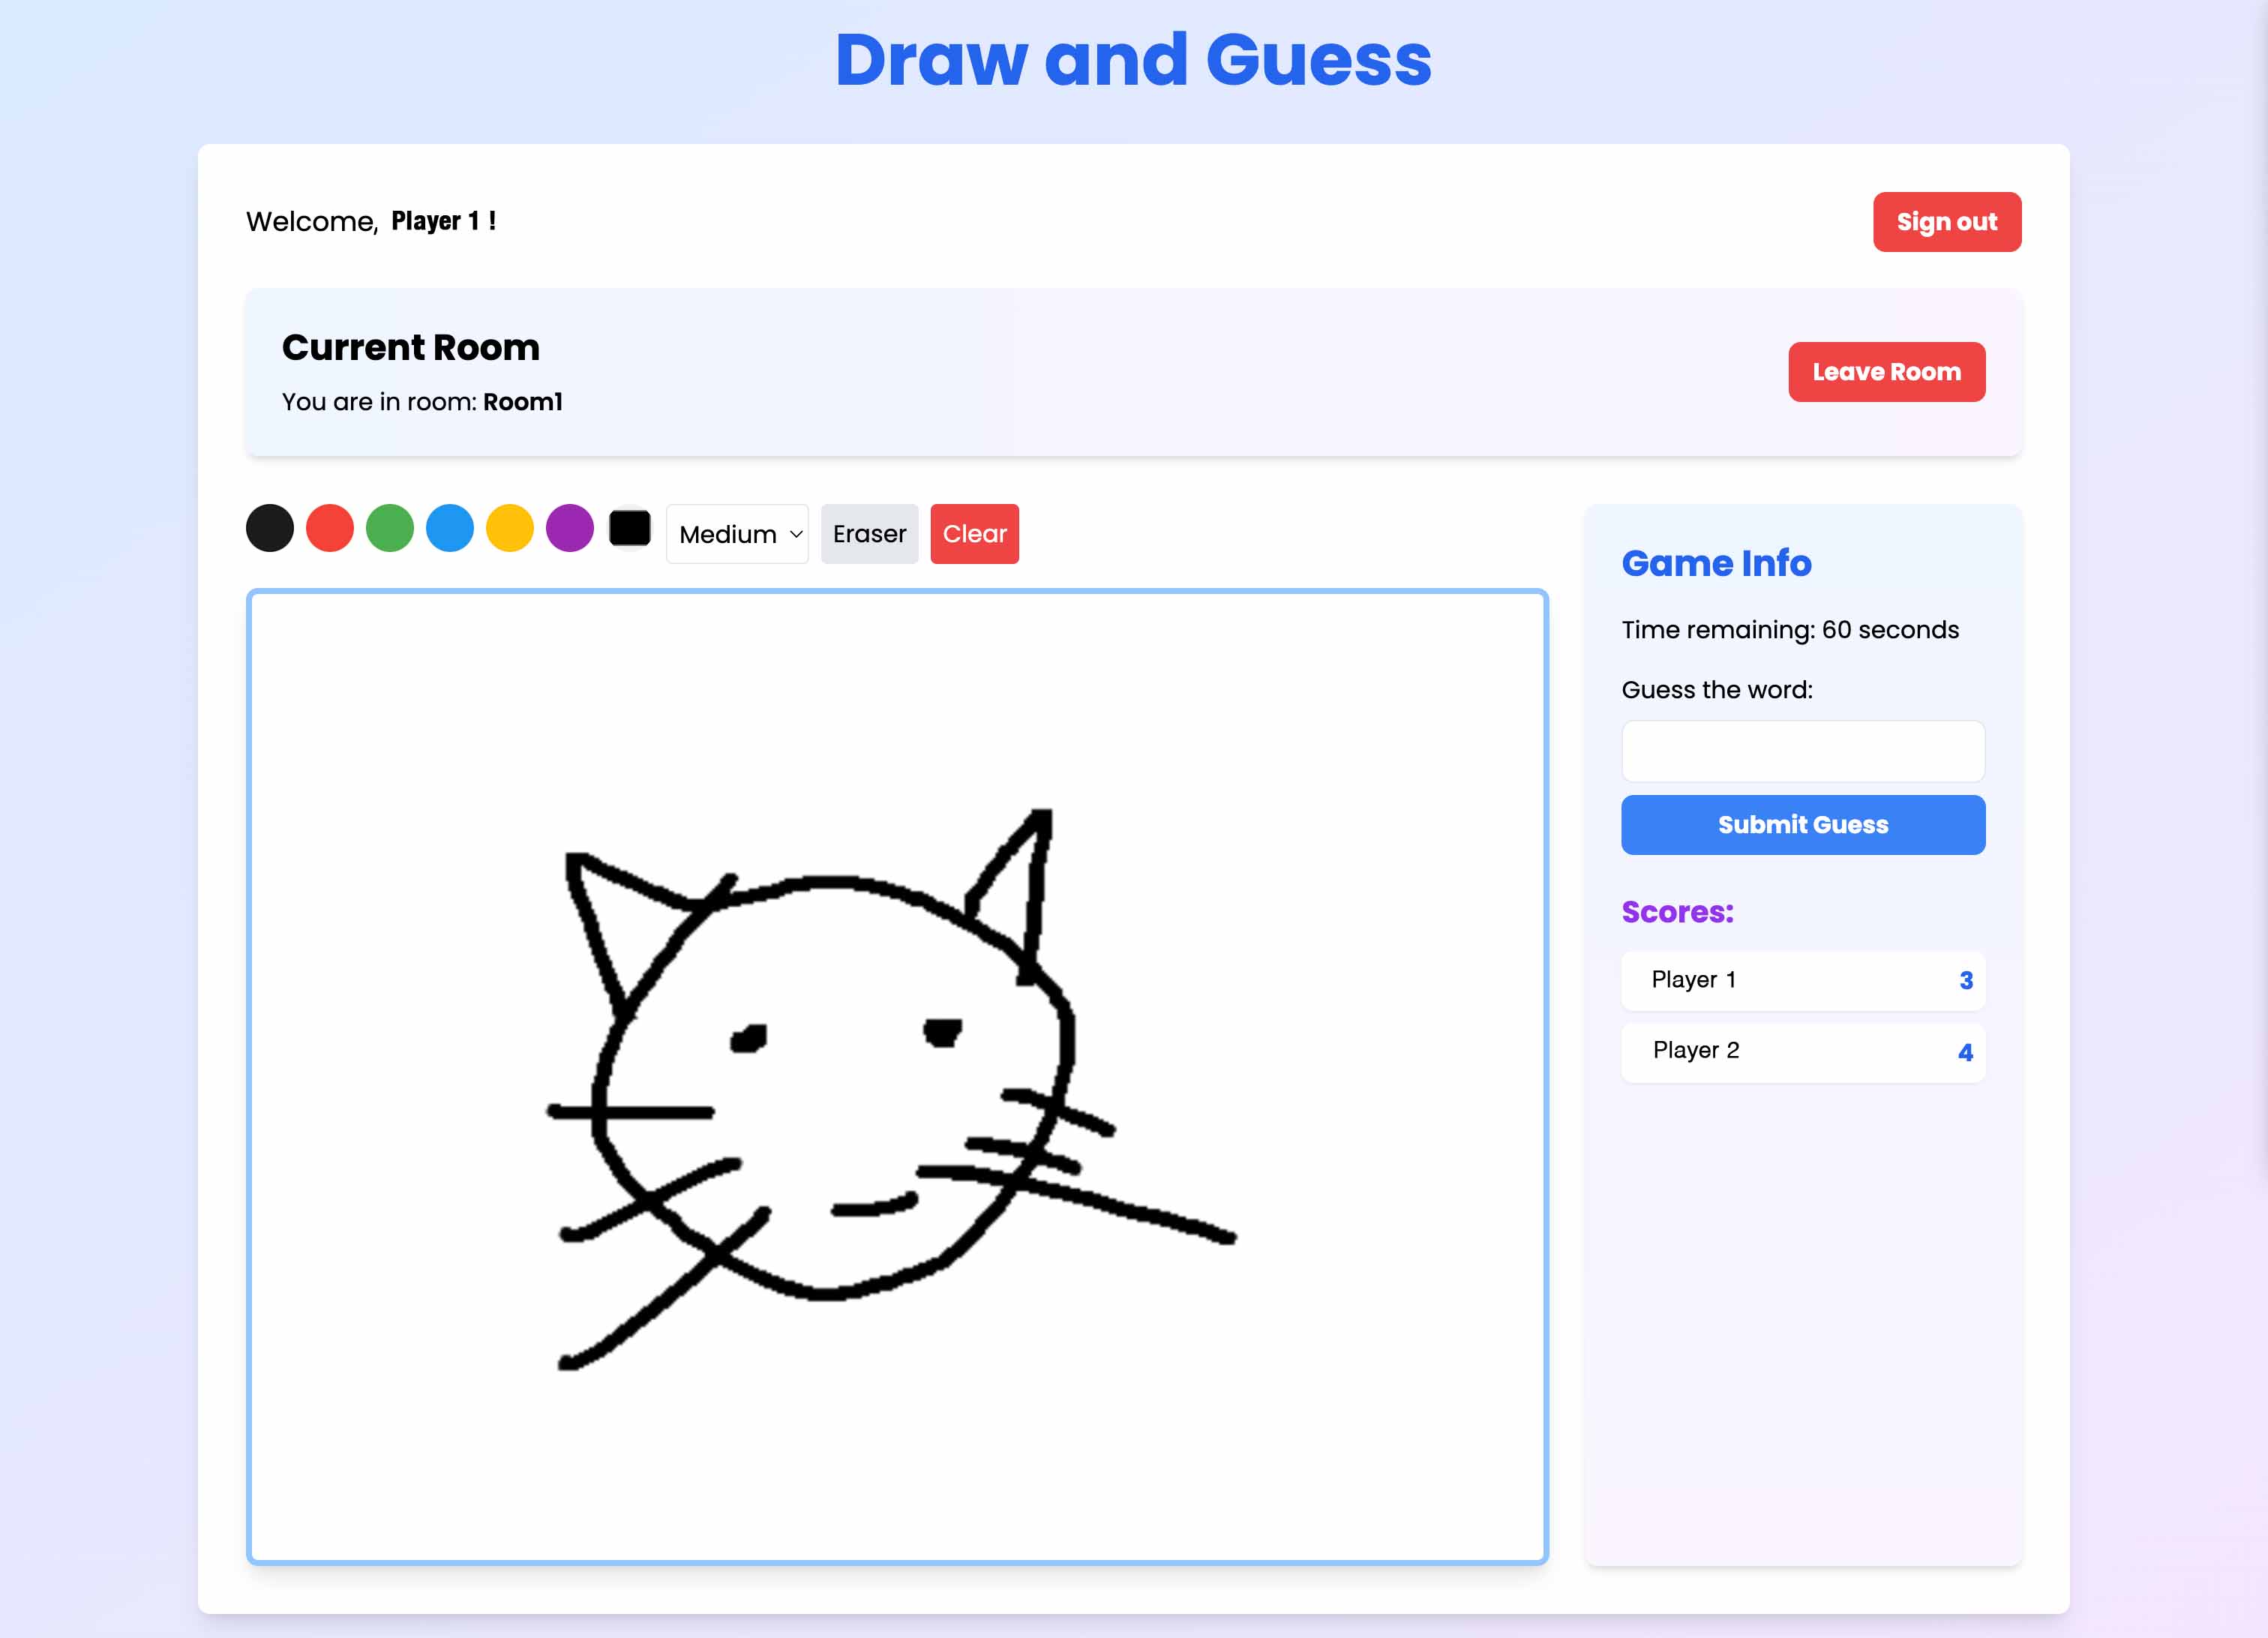 Draw and Guess
Welcome, Player 1 !
Sign out
Current Room
You are in room: Room1
Leave Room
Medium
Eraser
Clear
Game Info
Time remaining: 60 seconds
Guess the word:
Submit Guess
Scores:
Player 1 3
Player 2 4